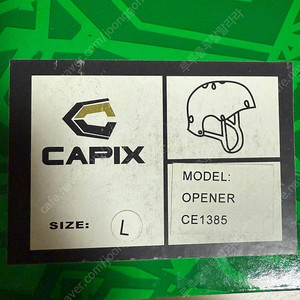 CAPIX
SIZE: L
MODEL:
OPENER
CE1385